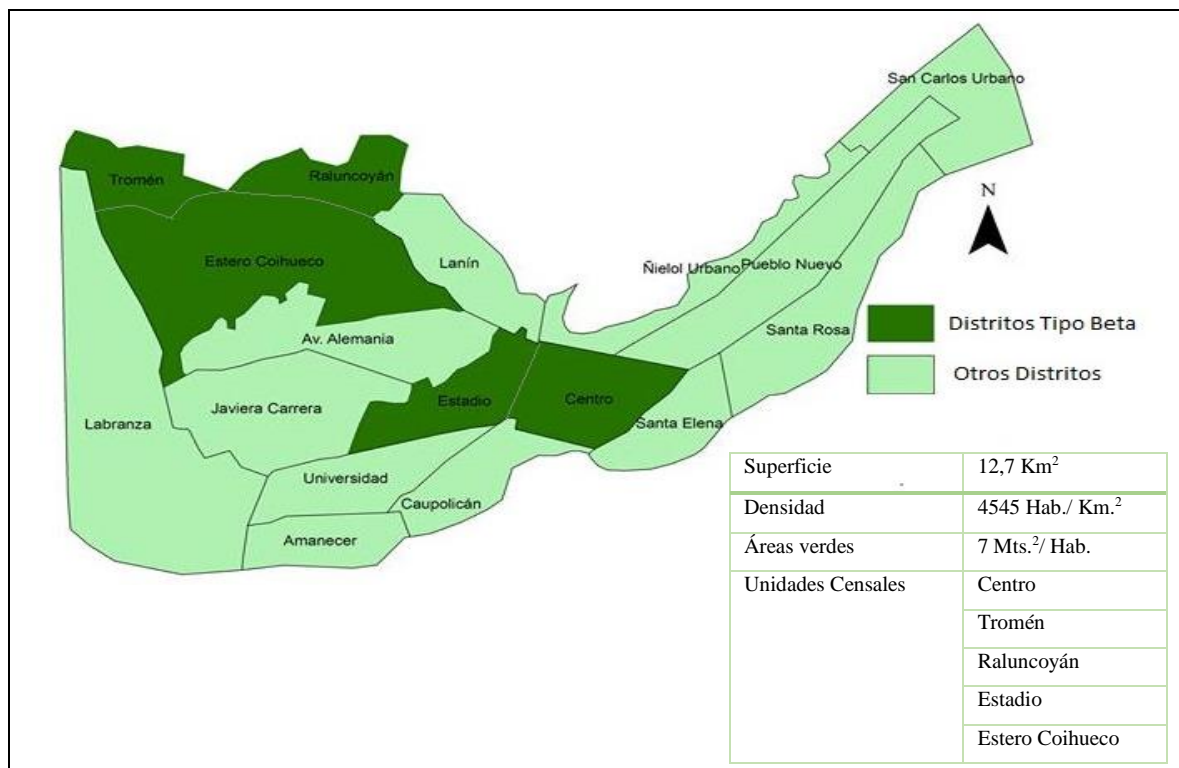 San Carlos Urbano
Tromén
Raluncoyán
Estero Coihueco
Lanín
N
Ñielol Urbano
Pueblo Nuevo
Santa Rosa
Distritos Tipo Beta
Otros Distritos
Av. Alemania
Javiera Carrera
Estadio
Centro
Labranza
Santa Elena
Universidad
Caupolicán
Amanecer
Superficie 12,7 Km²
Densidad 4545 Hab./ Km.²
Áreas verdes 7 Mts.²/ Hab.
Unidades Censales Centro
Tromén
Raluncoyán
Estadio
Estero Coihueco